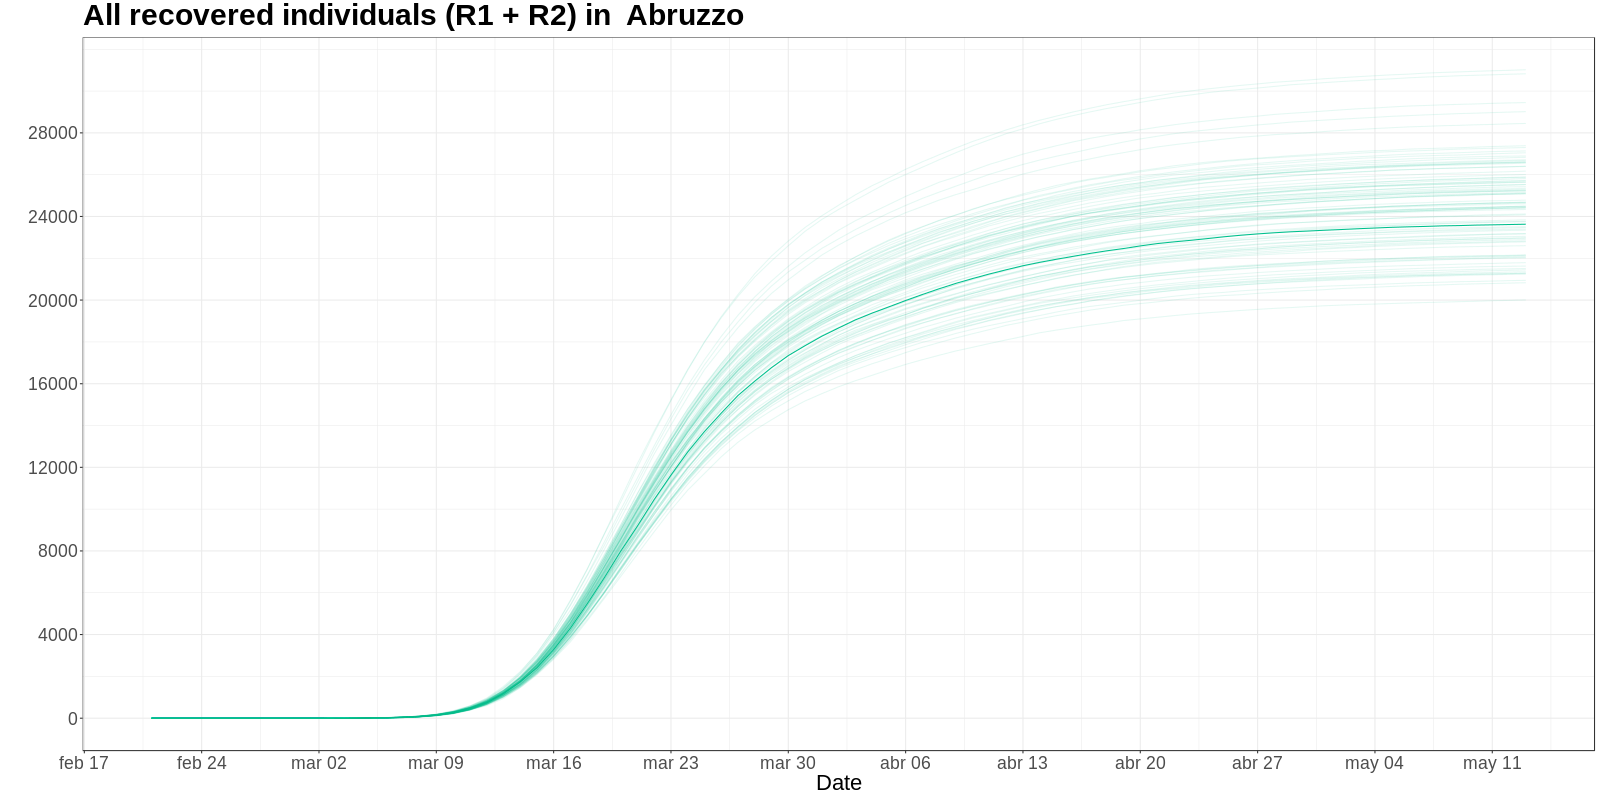 All recovered individuals (R1 + R2) in  Abruzzo
28000
24000
20000
16000
12000
8000
4000
0
feb 17 feb 24 mar 02 mar 09 mar 16 mar 23 mar 30 abr 06 abr 13 abr 20 abr 27 may 04 may 11
Date